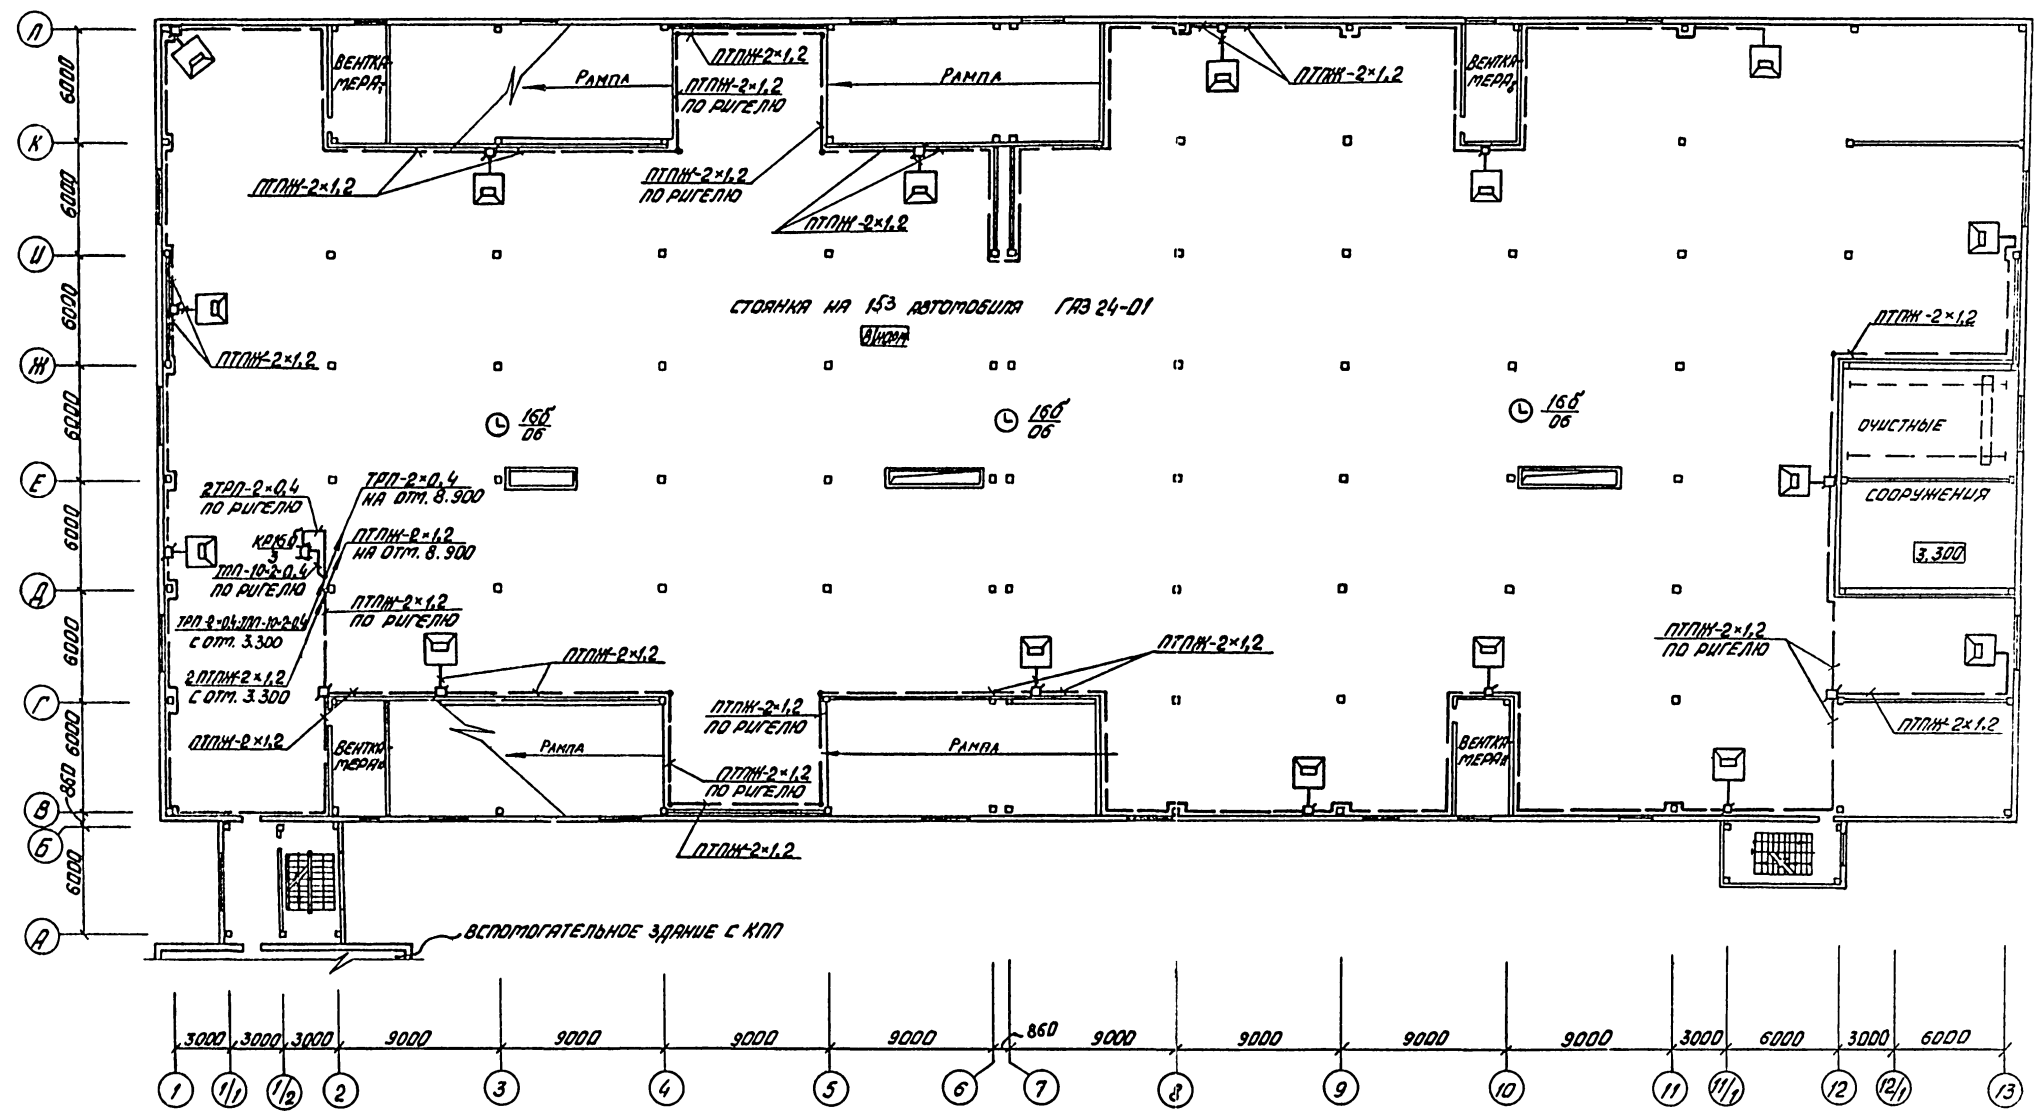 Л
К
И
Ж
Е
Д
Г
В
Б
А
6000
6000
6000
6000
6000
6000
6000
860
6000
ВЕНТКА-
МЕРА
РАМПА
ПТПЖ-2×1,2
ПТПЖ-2×1,2
ПО РИГЕЛЮ
РАМПА
ПТПЖ-2×1,2
ВЕНТКА-
МЕРА
ПТПЖ-2×1,2
ПТПЖ-2×1,2
ПО РИГЕЛЮ
ПТПЖ-2×1,2
СТОЯНКА НА 153 АВТОМОБИЛЯ ГАЗ 24-01
В НОРМ
ПТПЖ-2×1,2
ПТПЖ-2×1,2
16б
06
16б
06
16б
06
ОЧИСТНЫЕ
СООРУЖЕНИЯ
3,300
2ТРП-2×0,4
ПО РИГЕЛЮ
ТРП-2×0,4
НА ОТМ. 8.900
ПТПЖ-2×1,2
НА ОТМ. 8.900
ПО РИГЕЛЮ
ПТПЖ-2×1,2
ПО РИГЕЛЮ
С ОТМ. 3.300
2ПТПЖ-2×1,2
С ОТМ. 3.300
ПТПЖ-2×1,2
ПТПЖ-2×1,2
ПТПЖ-2×1,2
ПТПЖ-2×1,2
ПО РИГЕЛЮ
ПТПЖ-2×1,2
ПО РИГЕЛЮ
ПТПЖ-2×1,2
ВЕНТКА-
МЕРА
РАМПА
ПТПЖ-2×1,2
ПО РИГЕЛЮ
РАМПА
ВЕНТКА-
МЕРА
ПТПЖ-2×1,2
ВСПОМОГАТЕЛЬНОЕ ЗДАНИЕ С КПП
3000 3000 3000 9000 9000 9000 9000 860 9000 9000 9000 9000 3000 6000 3000 6000
1 1/1 1/2 2 3 4 5 6 7 8 9 10 11 11/1 12 12/1 13